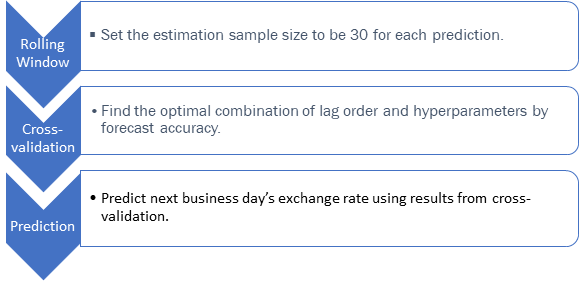 Rolling
Window
▪ Set the estimation sample size to be 30 for each prediction.
Cross-
validation
• Find the optimal combination of lag order and hyperparameters by
forecast accuracy.
Prediction
• Predict next business day's exchange rate using results from cross-
validation.